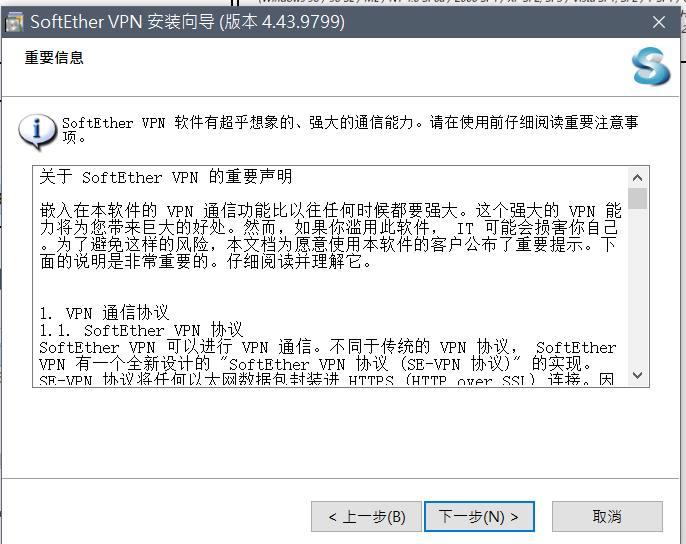 SoftEther VPN 安装向导 (版本 4.43.9799)
重要信息
SoftEther VPN 软件有超乎想象的、强大的通信能力。请在使用前仔细阅读重要注意事
项。
关于 SoftEther VPN 的重要声明
嵌入在本软件的 VPN 通信功能比以往任何时候都要强大。这个强大的 VPN 能
力将为您带来巨大的好处。然而，如果你滥用此软件， IT 可能会损害你自己
。为了避免这样的风险，本文档为愿意使用本软件的客户公布了重要提示。下
面的说明是非常重要的。仔细阅读并理解它。
1. VPN 通信协议
1.1. SoftEther VPN 协议
SoftEther VPN 可以进行 VPN 通信。不同于传统的 VPN 协议， SoftEther
VPN 有一个全新设计的 "SoftEther VPN 协议 (SE-VPN 协议)" 的实现。
SE-VPN 协议将任何以太网数据包封装进 HTTPS (HTTP over SSL) 连接。因
< 上一步(B)
下一步(N) >
取消